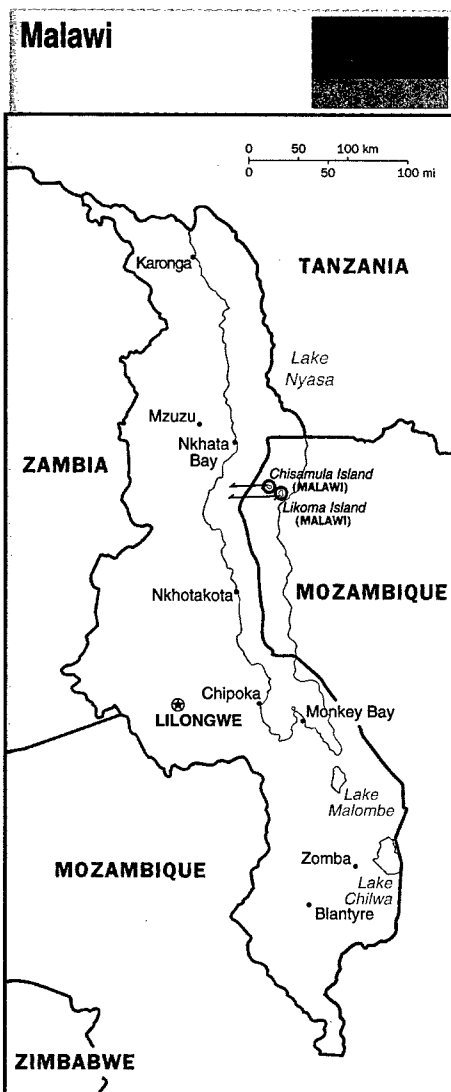 Malawi
0 50 100 km
0 50 100 mi
Karonga
TANZANIA
Lake
Nyasa
Mzuzu
Nkhata
Bay
ZAMBIA
Chisamula Island
(MALAWI)
Likoma Island
(MALAWI)
Nkhotakota
MOZAMBIQUE
Chipoka
LILONGWE
Monkey Bay
Lake
Malombe
MOZAMBIQUE
Zomba
Lake
Chilwa
Blantyre
ZIMBABWE